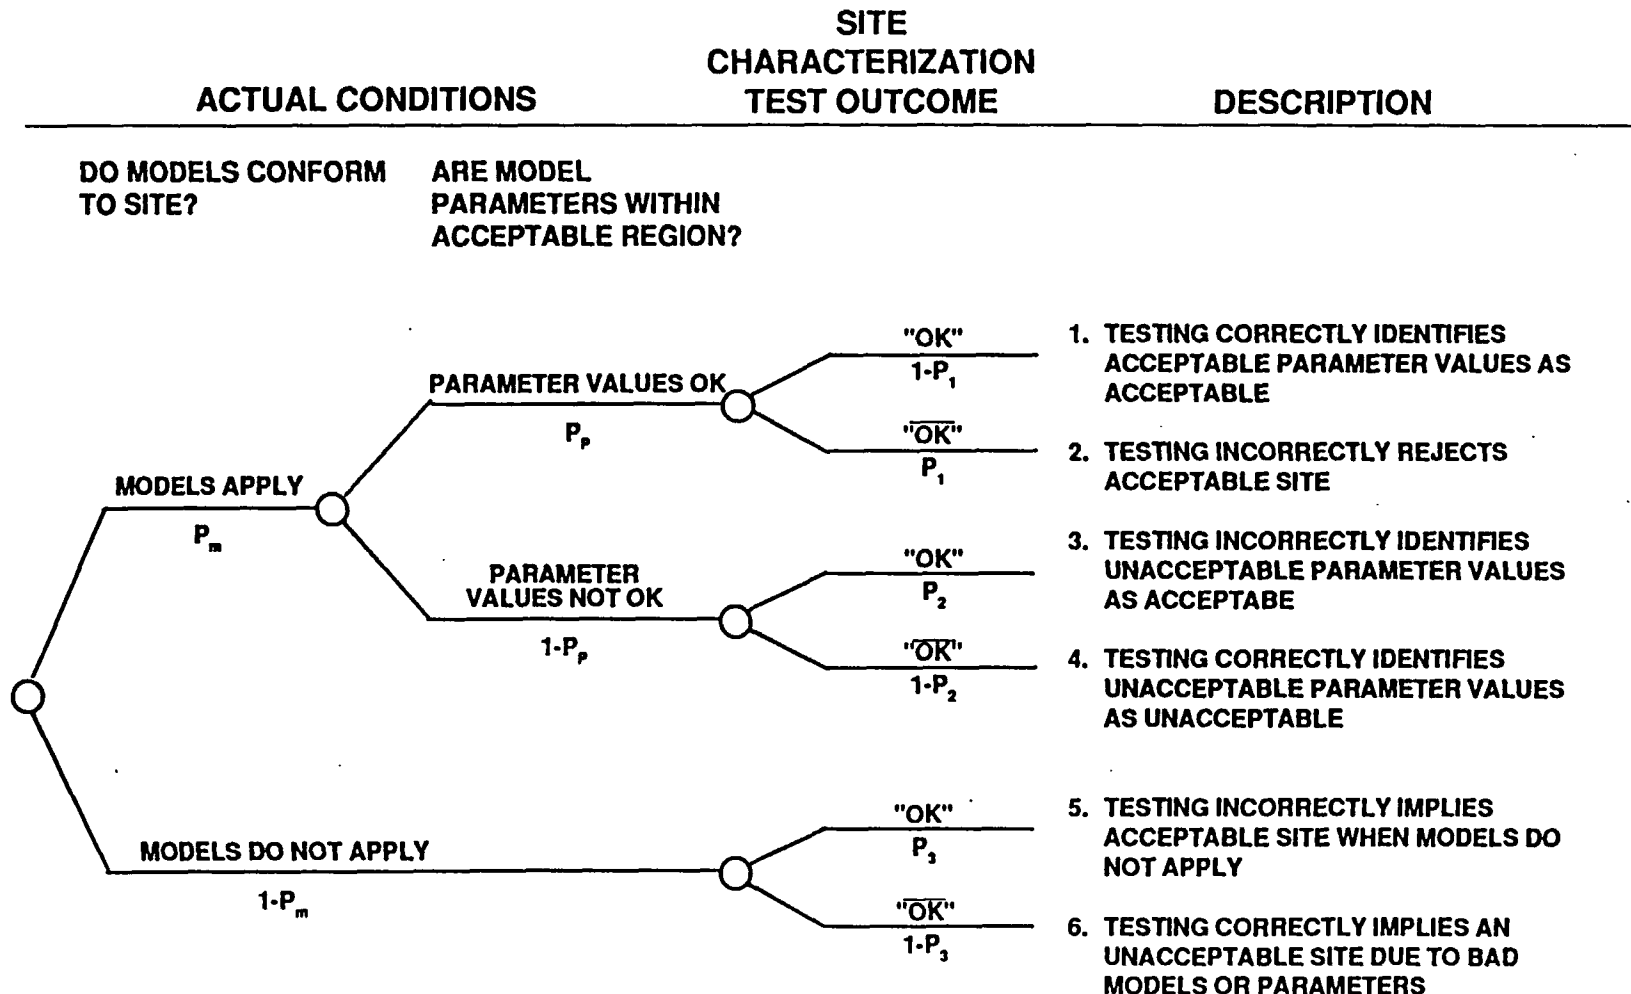 SITE
CHARACTERIZATION
TEST OUTCOME
ACTUAL CONDITIONS
DESCRIPTION
DO MODELS CONFORM
TO SITE?
ARE MODEL
PARAMETERS WITHIN
ACCEPTABLE REGION?
MODELS APPLY
Pₘ
PARAMETER VALUES OK
Pₚ
"OK"
1-P₁
1. TESTING CORRECTLY IDENTIFIES
ACCEPTABLE PARAMETER VALUES AS
ACCEPTABLE
"O̅K̅"
P₁
2. TESTING INCORRECTLY REJECTS
ACCEPTABLE SITE
PARAMETER
VALUES NOT OK
1-Pₚ
"OK"
P₂
3. TESTING INCORRECTLY IDENTIFIES
UNACCEPTABLE PARAMETER VALUES
AS ACCEPTABE
"O̅K̅"
1-P₂
4. TESTING CORRECTLY IDENTIFIES
UNACCEPTABLE PARAMETER VALUES
AS UNACCEPTABLE
MODELS DO NOT APPLY
1-Pₘ
"OK"
P₃
5. TESTING INCORRECTLY IMPLIES
ACCEPTABLE SITE WHEN MODELS DO
NOT APPLY
"O̅K̅"
1-P₃
6. TESTING CORRECTLY IMPLIES AN
UNACCEPTABLE SITE DUE TO BAD
MODELS OR PARAMETERS